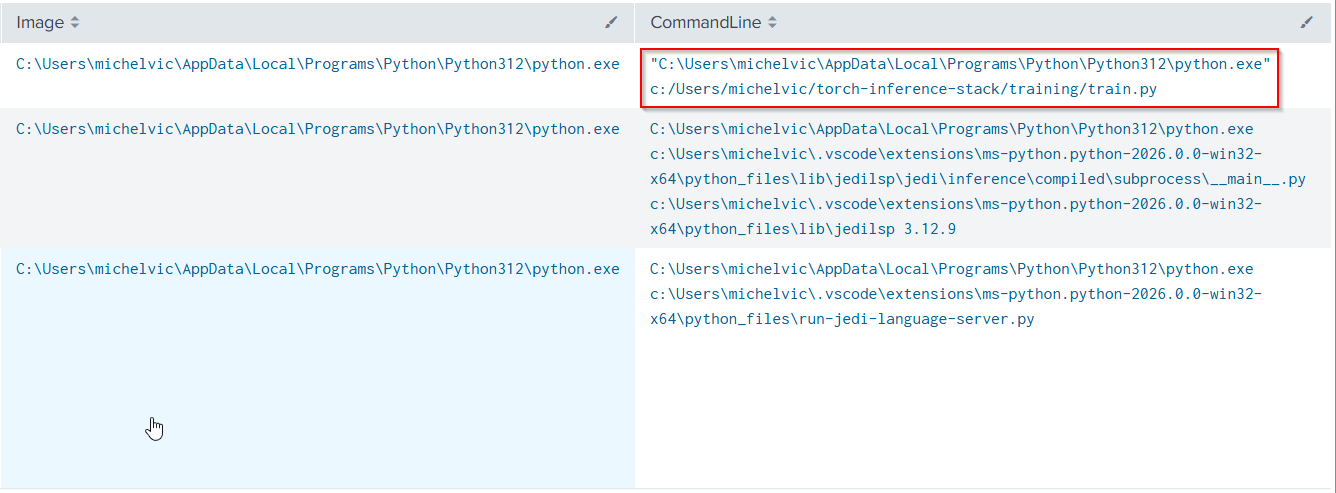 Image
CommandLine
C:\Users\michelvic\AppData\Local\Programs\Python\Python312\python.exe
"C:\Users\michelvic\AppData\Local\Programs\Python\Python312\python.exe"
c:/Users/michelvic/torch-inference-stack/training/train.py
C:\Users\michelvic\AppData\Local\Programs\Python\Python312\python.exe
C:\Users\michelvic\AppData\Local\Programs\Python\Python312\python.exe
c:\Users\michelvic\.vscode\extensions\ms-python.python-2026.0.0-win32-
x64\python_files\lib\jedilsp\jedi\inference\compiled\subprocess\__main__.py
c:\Users\michelvic\.vscode\extensions\ms-python.python-2026.0.0-win32-
x64\python_files\lib\jedilsp 3.12.9
C:\Users\michelvic\AppData\Local\Programs\Python\Python312\python.exe
C:\Users\michelvic\AppData\Local\Programs\Python\Python312\python.exe
c:\Users\michelvic\.vscode\extensions\ms-python.python-2026.0.0-win32-
x64\python_files\run-jedi-language-server.py